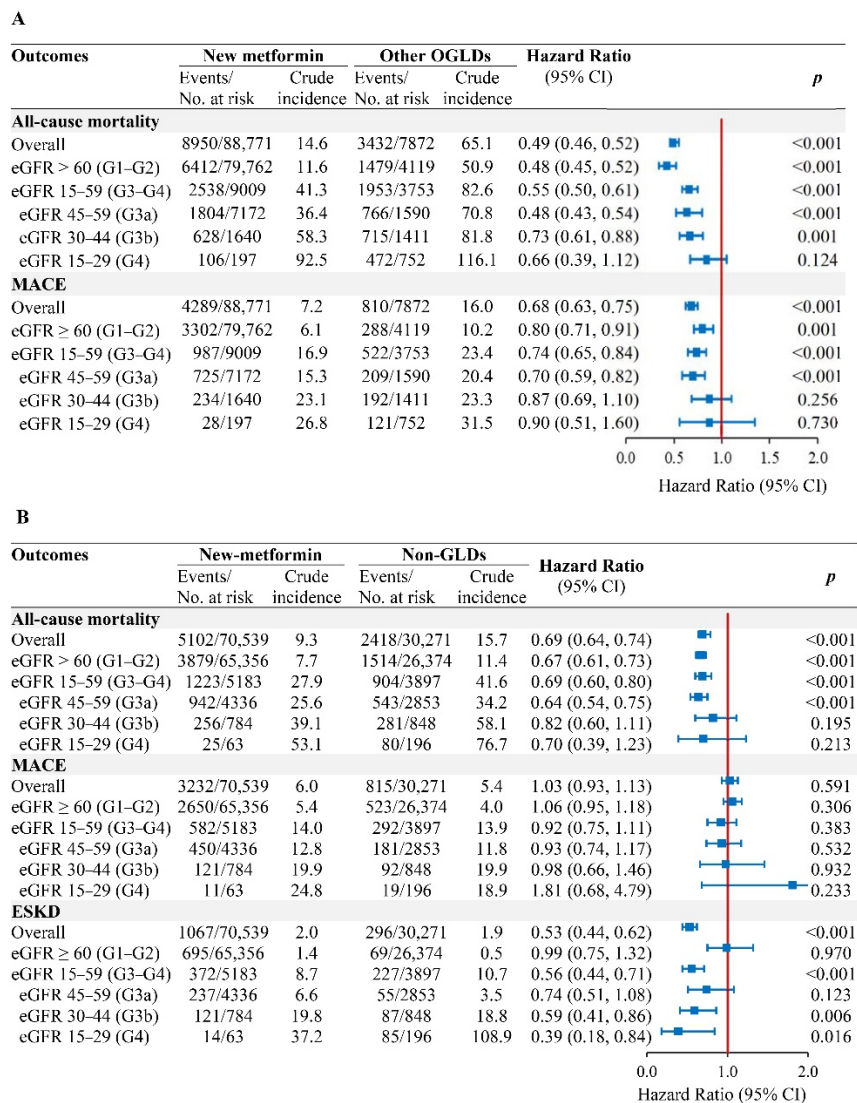 A
Outcomes New metformin Other OGLDs Hazard Ratio
Events/ Crude Events/ Crude (95% CI) p
No. at risk incidence No. at risk incidence
All-cause mortality
Overall 8950/88,771 14.6 3432/7872 65.1 0.49 (0.46, 0.52) <0.001
eGFR > 60 (G1–G2) 6412/79,762 11.6 1479/4119 50.9 0.48 (0.45, 0.52) <0.001
eGFR 15–59 (G3–G4) 2538/9009 41.3 1953/3753 82.6 0.55 (0.50, 0.61) <0.001
eGFR 45–59 (G3a) 1804/7172 36.4 766/1590 70.8 0.48 (0.43, 0.54) <0.001
eGFR 30–44 (G3b) 628/1640 58.3 715/1411 81.8 0.73 (0.61, 0.88) 0.001
eGFR 15–29 (G4) 106/197 92.5 472/752 116.1 0.66 (0.39, 1.12) 0.124
MACE
Overall 4289/88,771 7.2 810/7872 16.0 0.68 (0.63, 0.75) <0.001
eGFR ≥ 60 (G1–G2) 3302/79,762 6.1 288/4119 10.2 0.80 (0.71, 0.91) 0.001
eGFR 15–59 (G3–G4) 987/9009 16.9 522/3753 23.4 0.74 (0.65, 0.84) <0.001
eGFR 45–59 (G3a) 725/7172 15.3 209/1590 20.4 0.70 (0.59, 0.82) <0.001
eGFR 30–44 (G3b) 234/1640 23.1 192/1411 23.3 0.87 (0.69, 1.10) 0.256
eGFR 15–29 (G4) 28/197 26.8 121/752 31.5 0.90 (0.51, 1.60) 0.730
0.0 0.5 1.0 1.5 2.0
Hazard Ratio (95% CI)
B
Outcomes New-metformin Non-GLDs Hazard Ratio
Events/ Crude Events/ Crude (95% CI) p
No. at risk incidence No. at risk incidence
All-cause mortality
Overall 5102/70,539 9.3 2418/30,271 15.7 0.69 (0.64, 0.74) <0.001
eGFR > 60 (G1–G2) 3879/65,356 7.7 1514/26,374 11.4 0.67 (0.61, 0.73) <0.001
eGFR 15–59 (G3–G4) 1223/5183 27.9 904/3897 41.6 0.69 (0.60, 0.80) <0.001
eGFR 45–59 (G3a) 942/4336 25.6 543/2853 34.2 0.64 (0.54, 0.75) <0.001
eGFR 30–44 (G3b) 256/784 39.1 281/848 58.1 0.82 (0.60, 1.11) 0.195
eGFR 15–29 (G4) 25/63 53.1 80/196 76.7 0.70 (0.39, 1.23) 0.213
MACE
Overall 3232/70,539 6.0 815/30,271 5.4 1.03 (0.93, 1.13) 0.591
eGFR ≥ 60 (G1–G2) 2650/65,356 5.4 523/26,374 4.0 1.06 (0.95, 1.18) 0.306
eGFR 15–59 (G3–G4) 582/5183 14.0 292/3897 13.9 0.92 (0.75, 1.11) 0.383
eGFR 45–59 (G3a) 450/4336 12.8 181/2853 11.8 0.93 (0.74, 1.17) 0.532
eGFR 30–44 (G3b) 121/784 19.9 92/848 19.9 0.98 (0.66, 1.46) 0.932
eGFR 15–29 (G4) 11/63 24.8 19/196 18.9 1.81 (0.68, 4.79) 0.233
ESKD
Overall 1067/70,539 2.0 296/30,271 1.9 0.53 (0.44, 0.62) <0.001
eGFR ≥ 60 (G1–G2) 695/65,356 1.4 69/26,374 0.5 0.99 (0.75, 1.32) 0.970
eGFR 15–59 (G3–G4) 372/5183 8.7 227/3897 10.7 0.56 (0.44, 0.71) <0.001
eGFR 45–59 (G3a) 237/4336 6.6 55/2853 3.5 0.74 (0.51, 1.08) 0.123
eGFR 30–44 (G3b) 121/784 19.8 87/848 18.8 0.59 (0.41, 0.86) 0.006
eGFR 15–29 (G4) 14/63 37.2 85/196 108.9 0.39 (0.18, 0.84) 0.016
0.0 1.0 2.0
Hazard Ratio (95% CI)